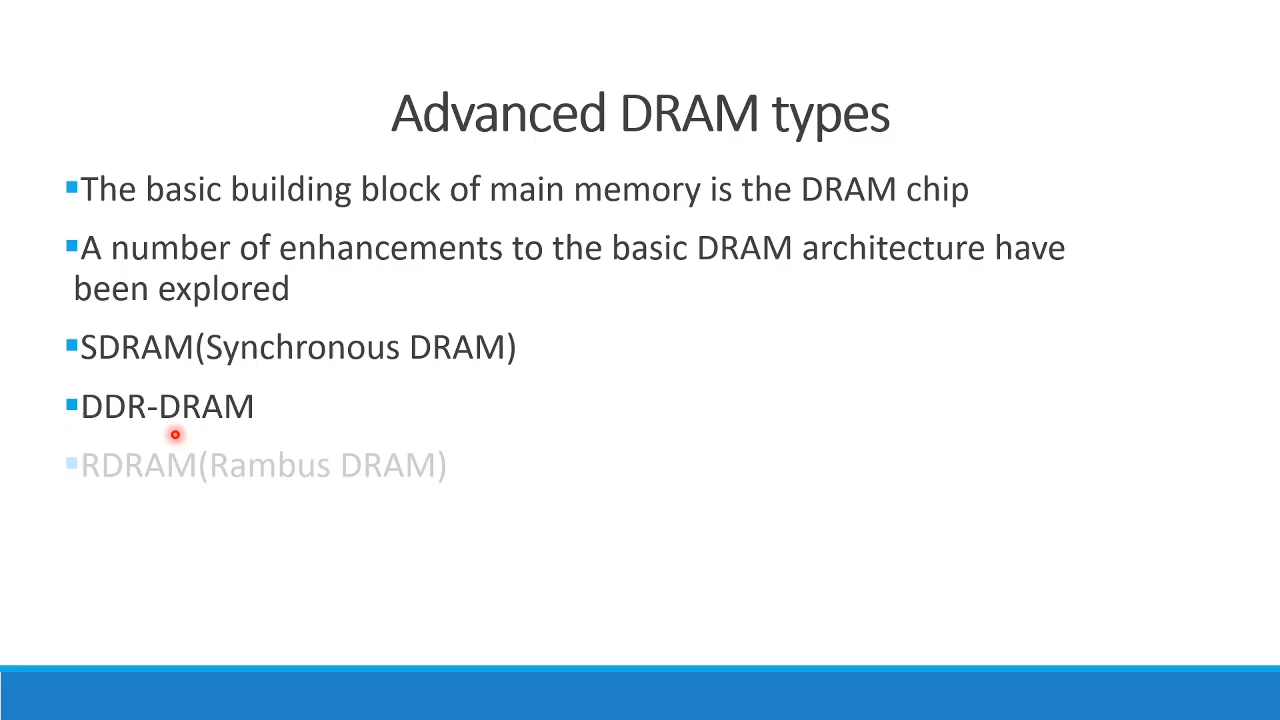 Advanced DRAM types
▪The basic building block of main memory is the DRAM chip
▪A number of enhancements to the basic DRAM architecture have
been explored
▪SDRAM(Synchronous DRAM)
▪DDR-DRAM
▪RDRAM(Rambus DRAM)